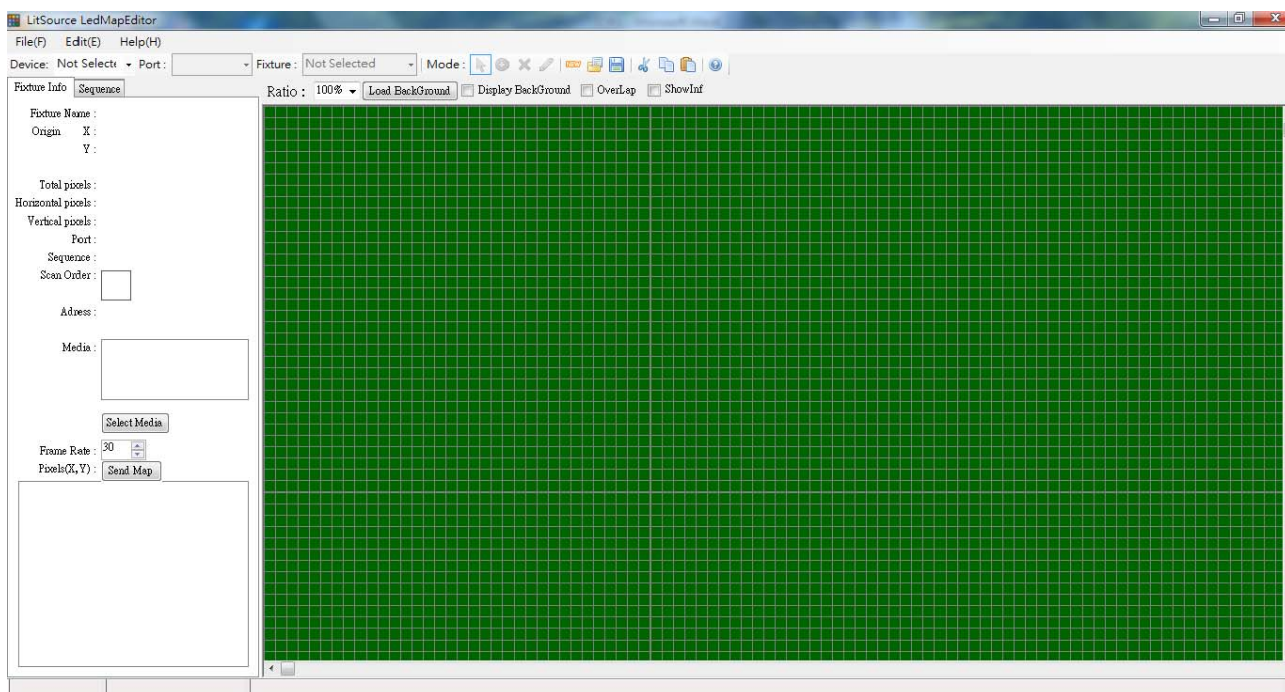 LitSource LedMapEditor
File(F) Edit(E) Help(H)
Device: Not Selecte Port: Fixture: Not Selected Mode:
Fixture Info Sequence
Ratio : 100% Load BackGround Display BackGround OverLap ShowInf
Fixture Name :
Origin X :
Y :
Total pixels :
Horizontal pixels :
Vertical pixels :
Port :
Sequence :
Scan Order :
Adress :
Media :
Select Media
Frame Rate : 30
Pixels(X,Y) : Send Map